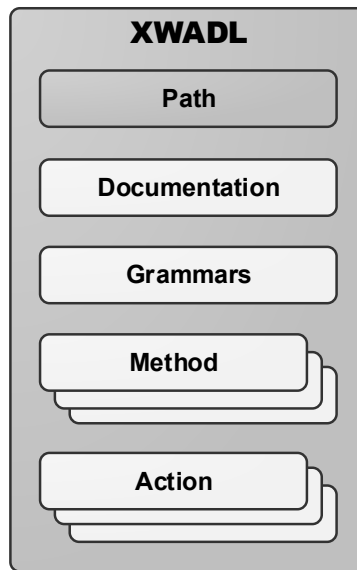 XWADL
Path
Documentation
Grammars
Method
Action